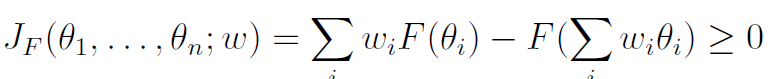 J_F(θ_1, …, θ_n; w) = ∑_i w_i F(θ_i) − F(∑_i w_i θ_i) ≥ 0